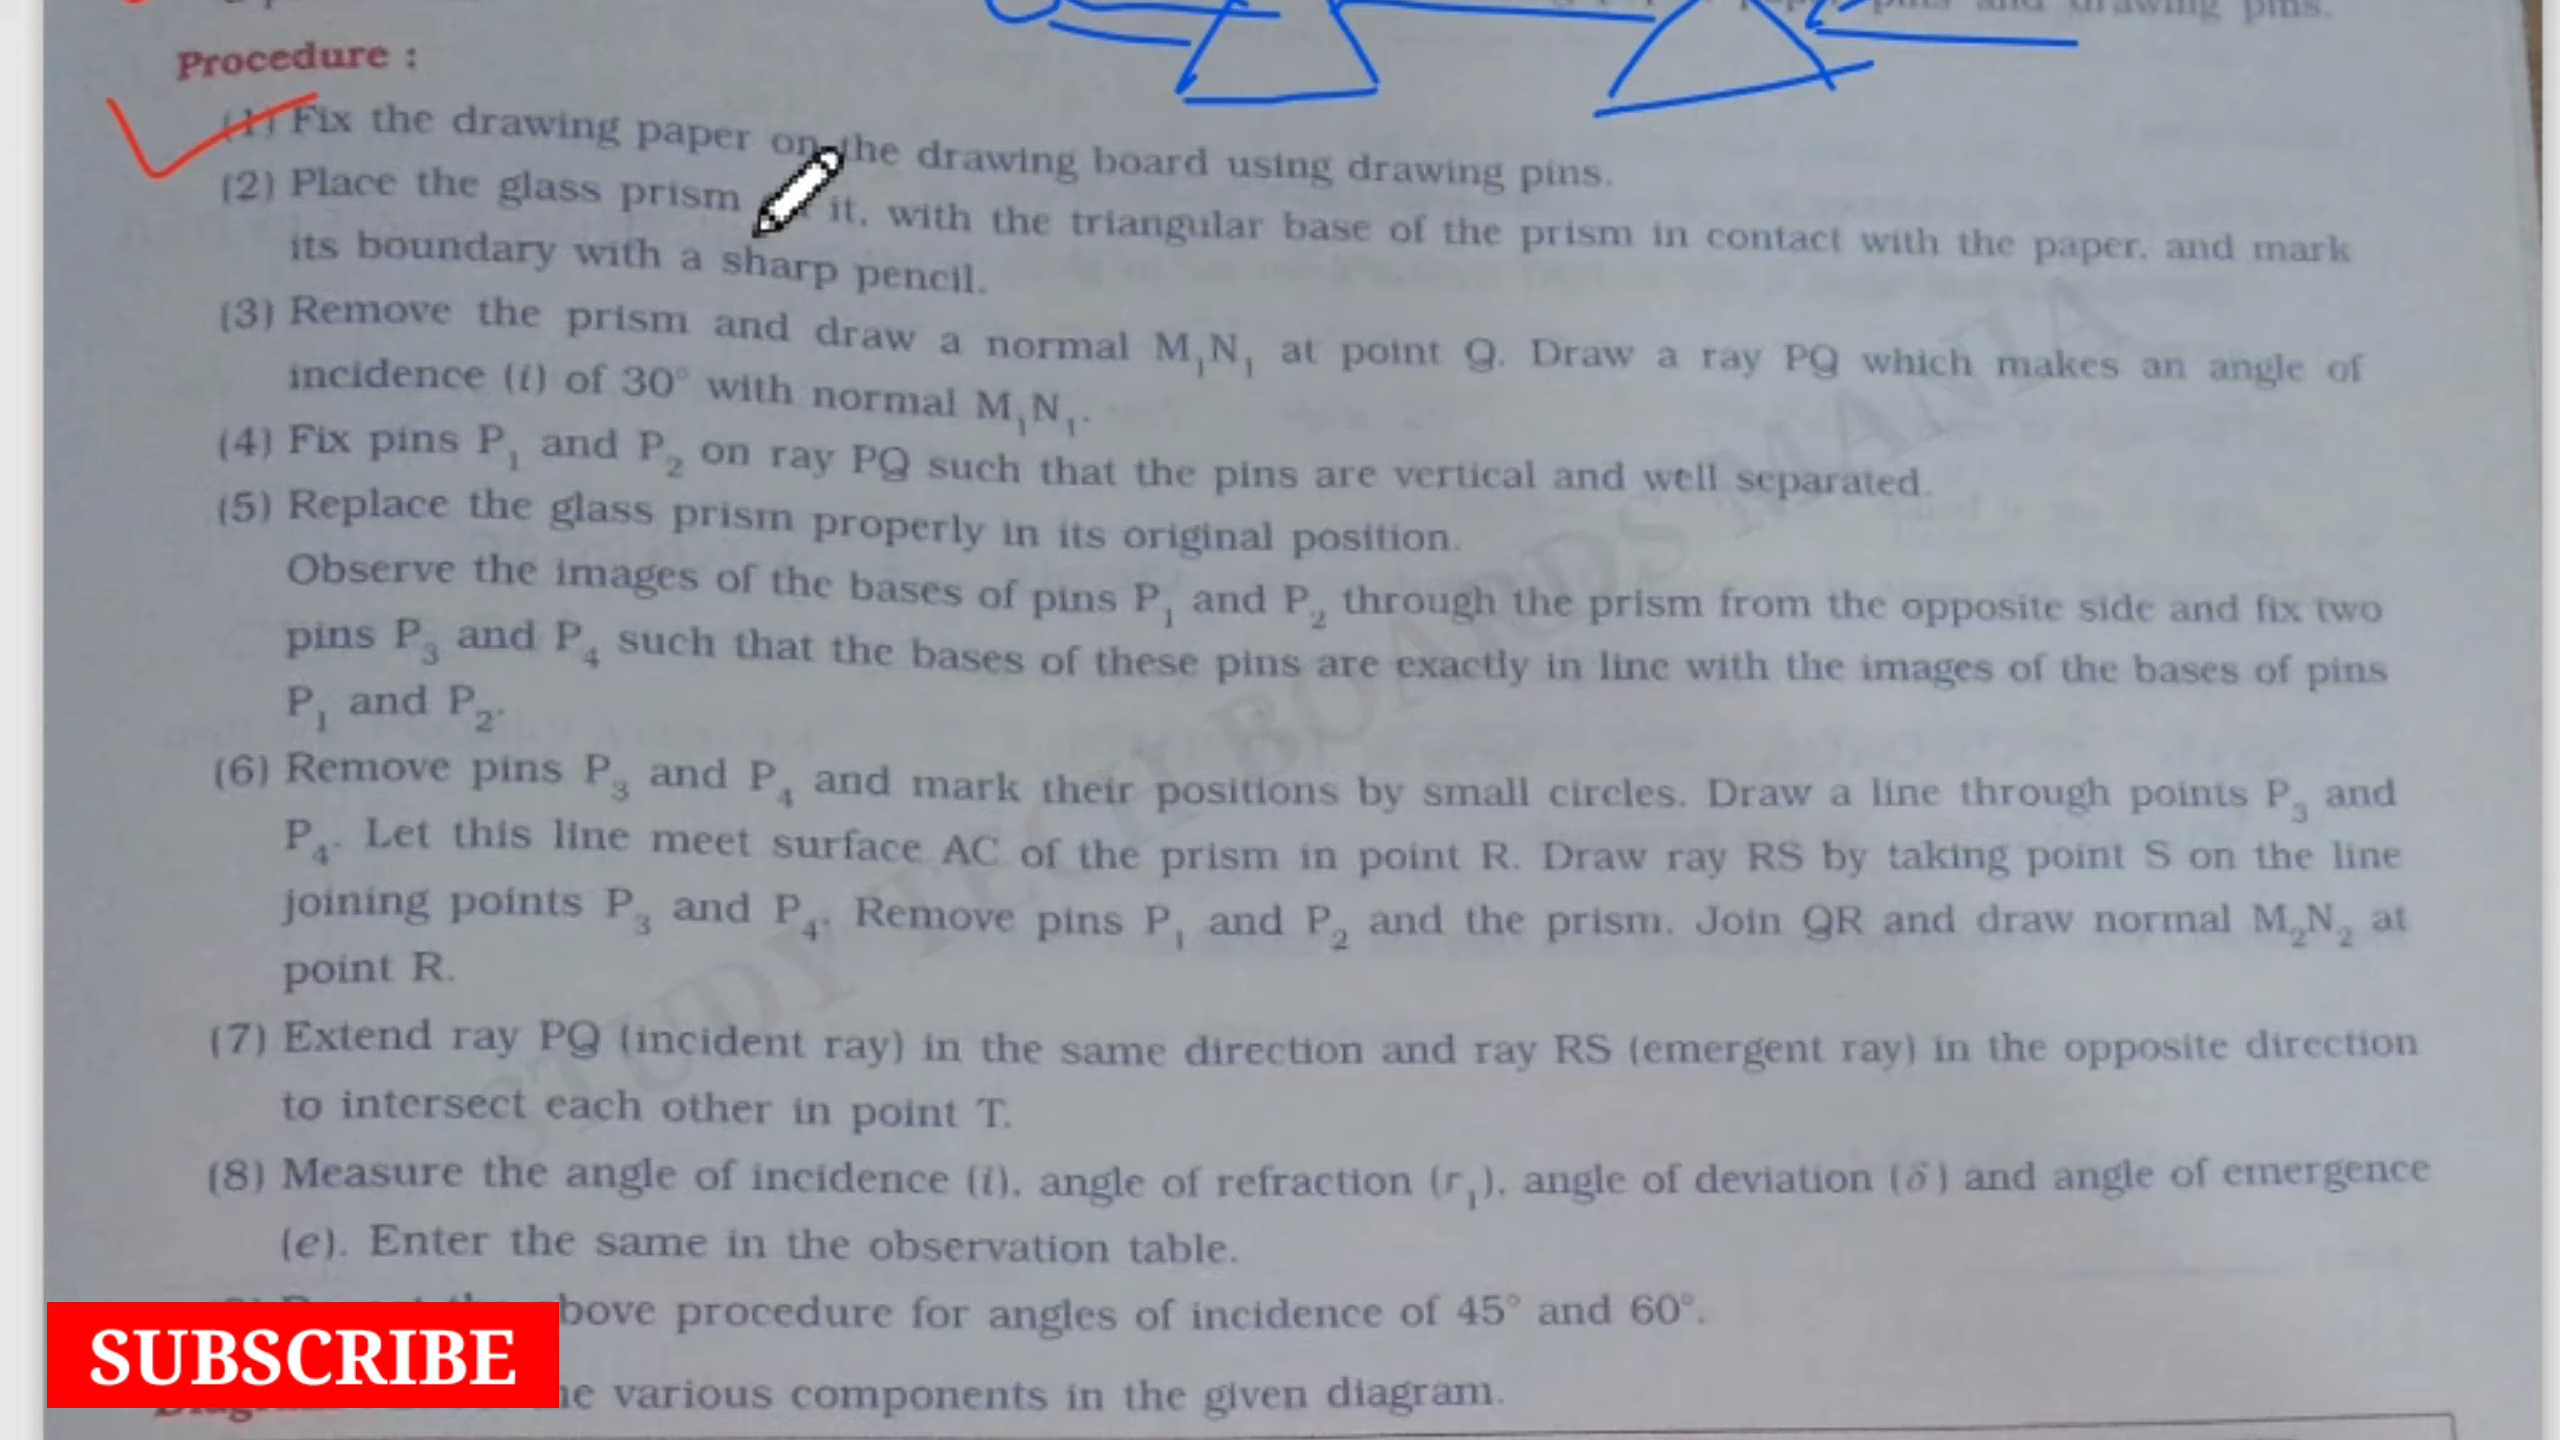 pins and drawing pins.
Procedure :
(1) Fix the drawing paper on the drawing board using drawing pins.
(2) Place the glass prism it, with the triangular base of the prism in contact with the paper, and mark
its boundary with a sharp pencil.
(3) Remove the prism and draw a normal M₁N₁ at point Q. Draw a ray PQ which makes an angle of
incidence (i) of 30° with normal M₁N₁.
(4) Fix pins P₁ and P₂ on ray PQ such that the pins are vertical and well separated.
(5) Replace the glass prism properly in its original position.
Observe the images of the bases of pins P₁ and P₂ through the prism from the opposite side and fix two
pins P₃ and P₄ such that the bases of these pins are exactly in line with the images of the bases of pins
P₁ and P₂.
(6) Remove pins P₃ and P₄ and mark their positions by small circles. Draw a line through points P₃ and
P₄. Let this line meet surface AC of the prism in point R. Draw ray RS by taking point S on the line
joining points P₃ and P₄. Remove pins P₁ and P₂ and the prism. Join QR and draw normal M₂N₂ at
point R.
(7) Extend ray PQ (incident ray) in the same direction and ray RS (emergent ray) in the opposite direction
to intersect each other in point T.
(8) Measure the angle of incidence (i), angle of refraction (r₁), angle of deviation (δ) and angle of emergence
(e). Enter the same in the observation table.
bove procedure for angles of incidence of 45° and 60°.
various components in the given diagram.
SUBSCRIBE
STUDY TECH BOARDS MANIA